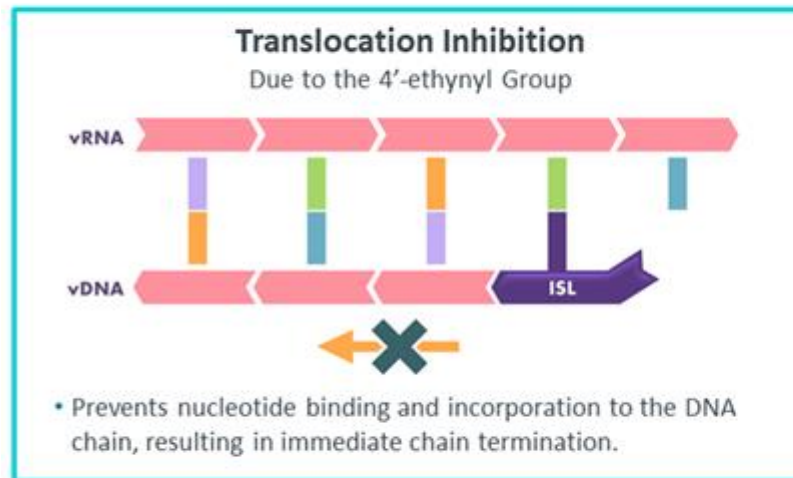 Translocation Inhibition
Due to the 4’-ethynyl Group
vRNA
vDNA
ISL
• Prevents nucleotide binding and incorporation to the DNA
chain, resulting in immediate chain termination.